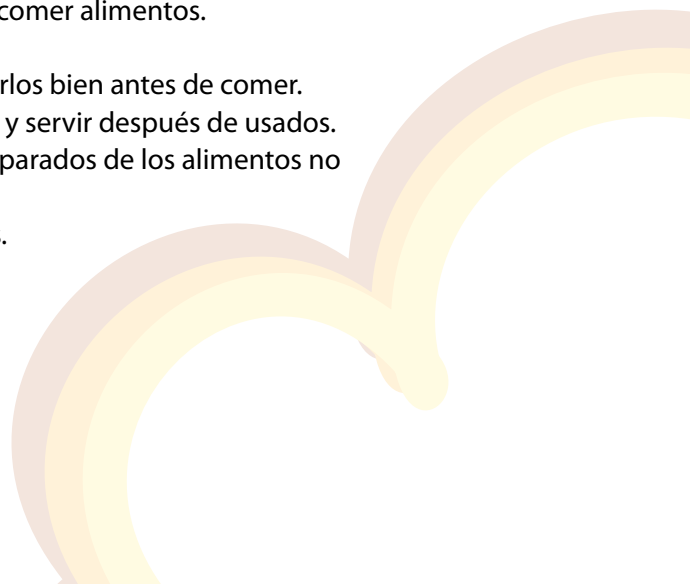 comer alimentos.
rlos bien antes de comer.
y servir después de usados.
parados de los alimentos no
.